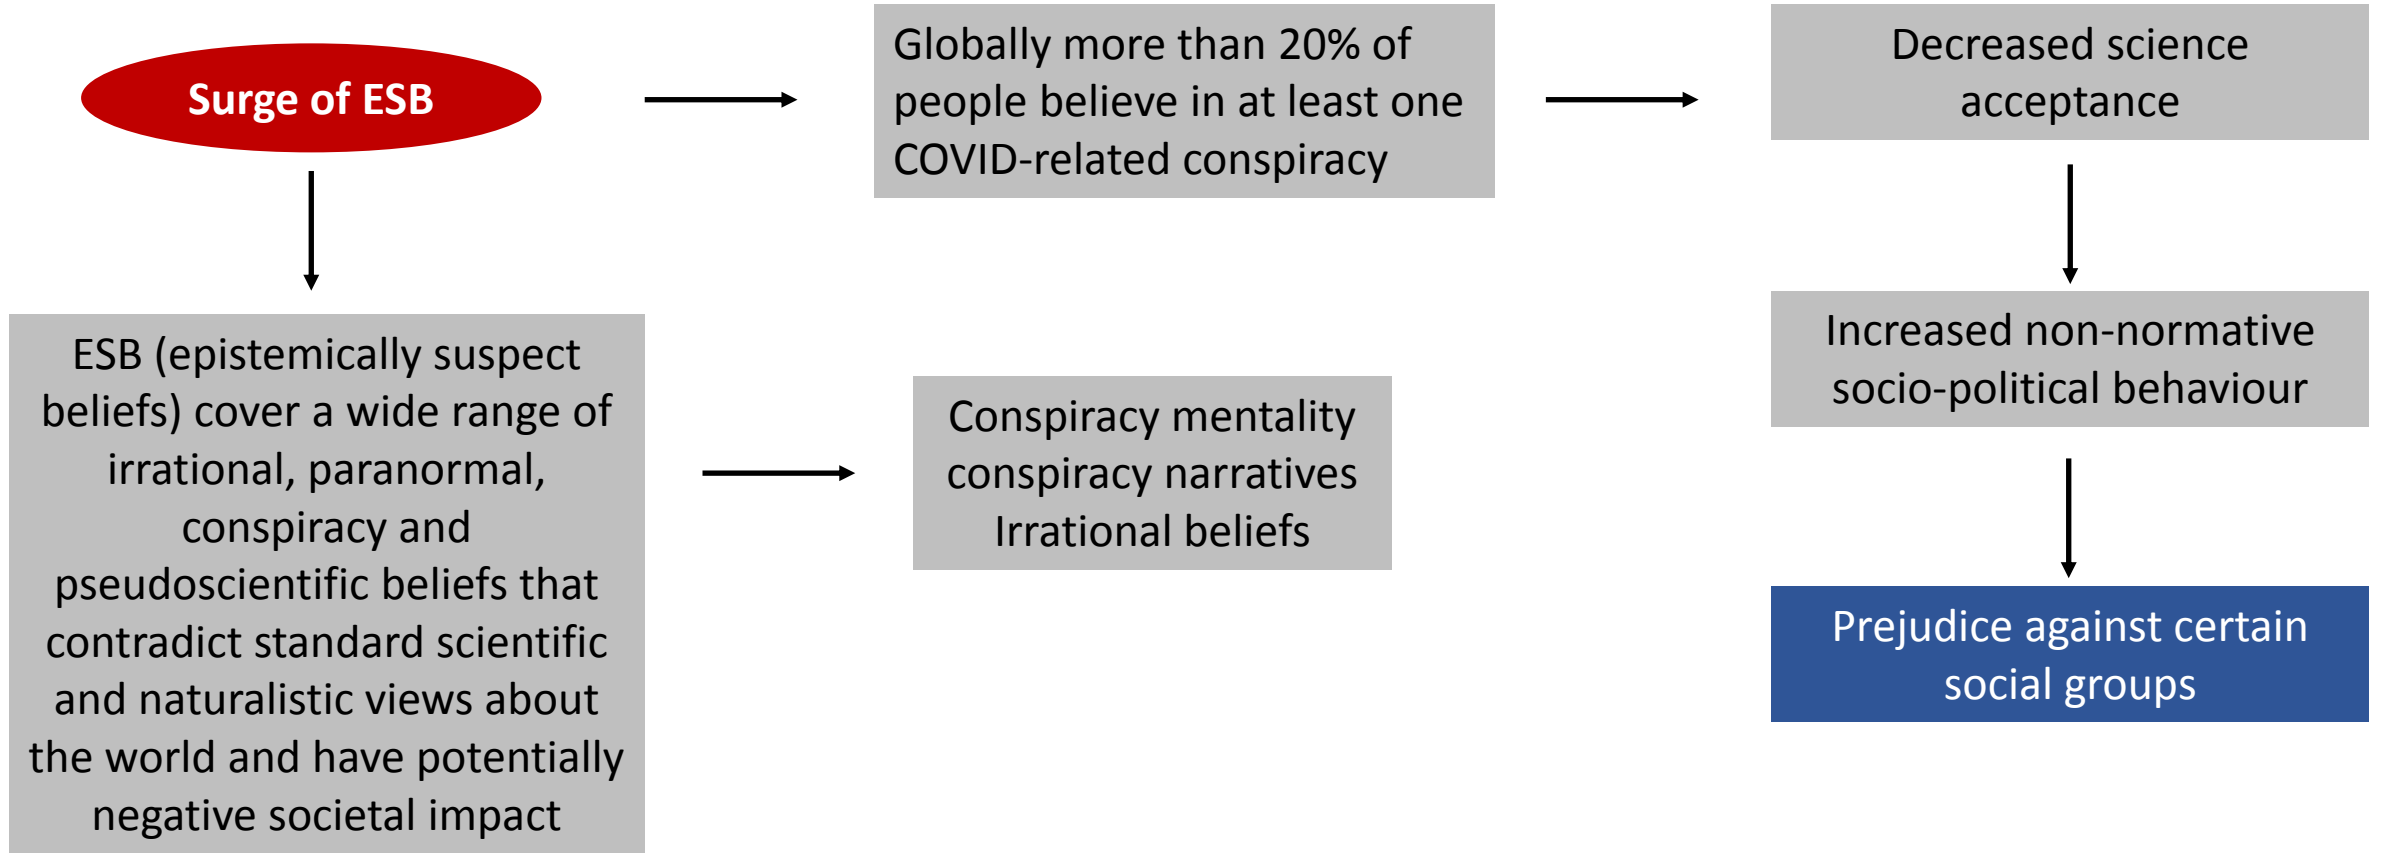 Surge of ESB
Globally more than 20% of
people believe in at least one
COVID-related conspiracy
Decreased science
acceptance
ESB (epistemically suspect
beliefs) cover a wide range of
irrational, paranormal,
conspiracy and
pseudoscientific beliefs that
contradict standard scientific
and naturalistic views about
the world and have potentially
negative societal impact
Conspiracy mentality
conspiracy narratives
Irrational beliefs
Increased non-normative
socio-political behaviour
Prejudice against certain
social groups